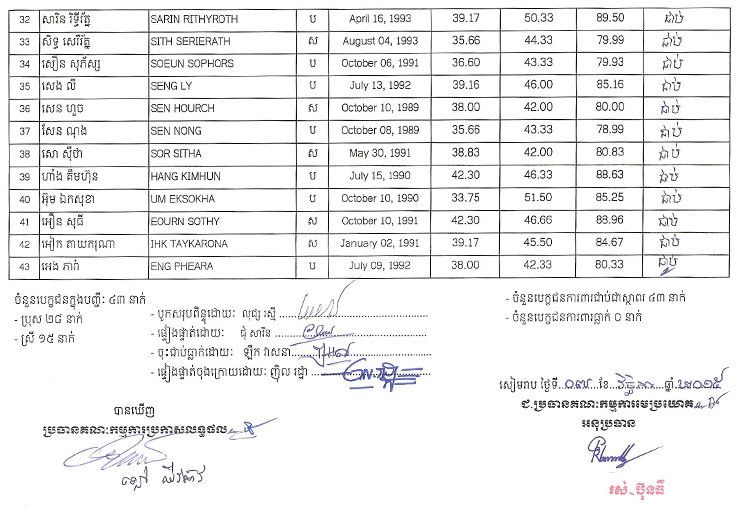 32 សារិន រិទ្ធីរ័ត្ន SARIN RITHYROTH ប April 16, 1993 39.17 50.33 89.50 ជាប់
33 សិទ្ធ សេរីរ័ត្ន SITH SERIERATH ស August 04, 1993 35.66 44.33 79.99 ជាប់
34 សឿន សុភ័ស្ស SOEUN SOPHORS ប October 06, 1991 36.60 43.33 79.93 ជាប់
35 សេង លី SENG LY ប July 13, 1992 39.16 46.00 85.16 ជាប់
36 សេន ហួច SEN HOURCH ស October 10, 1989 38.00 42.00 80.00 ជាប់
37 សែន ណុង SEN NONG ប October 08, 1989 35.66 43.33 78.99 ជាប់
38 សោ ស៊ីថា SOR SITHA ស May 30, 1991 38.83 42.00 80.83 ជាប់
39 ហាំង គឹមហ៊ុន HANG KIMHUN ប July 15, 1990 42.30 46.33 88.63 ជាប់
40 អ៊ុម ឯកសុខា UM EKSOKHA ប October 10, 1990 33.75 51.50 85.25 ជាប់
41 អឿន សុធី EOURN SOTHY ស October 10, 1991 42.30 46.66 88.96 ជាប់
42 អៀក តាយករុណា IHK TAYKARONA ស January 02, 1991 39.17 45.50 84.67 ជាប់
43 អេង ភារ៉ា ENG PHEARA ប July 09, 1992 38.00 42.33 80.33 ជាប់
ចំនួនបេក្ខជនក្នុងបញ្ជីៈ ៤៣ នាក់
- ប្រុស ២៨ នាក់
- ស្រី ១៥ នាក់
- បូកសរុបពិន្ទុដោយៈ លុជ្ស រស្មី
- ផ្ទៀងផ្ទាត់ដោយៈ ជុំ សារិន
- ចុះជាប់ធ្លាក់ដោយៈ ឡឹក វាសនា
- ផ្ទៀងផ្ទាត់ចុងក្រោយដោយៈ ញ៉ិល រដ្ឋា
- ចំនួនបេក្ខជនការពារជាប់ជាស្ថាពរ ៤៣ នាក់
- ចំនួនបេក្ខជនការពារធ្លាក់ ០ នាក់
សៀមរាប ថ្ងៃទី ០៧ ខែ វិច្ឆិកា ឆ្នាំ ២០១៥
ជ.ប្រធានគណៈកម្មការមេប្រយោគ
អនុប្រធាន
រស់ ប៊ុនធី
បានឃើញ
ប្រធានគណៈកម្មការប្រកាសលទ្ធផល